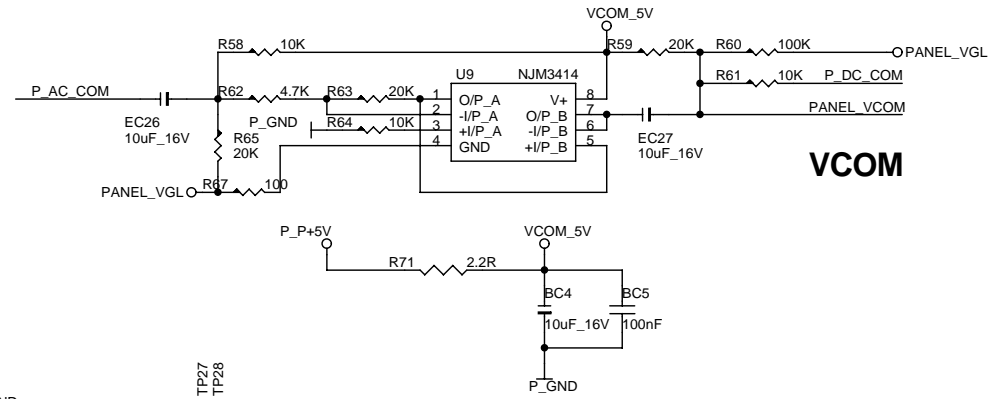 VCOM_5V
R58 10K
R59 20K R60 100K
PANEL_VGL
U9 NJM3414
R61 10K P_DC_COM
P_AC_COM
R62 4.7K R63 20K
1 O/P_A V+ 8
2 -I/P_A O/P_B 7
PANEL_VCOM
P_GND R64 10K
3 +I/P_A -I/P_B 6
4 GND +I/P_B 5
EC26
10uF_16V
R65
20K
EC27
10uF_16V
VCOM
PANEL_VGL R67 100
P_P+5V VCOM_5V
R71 2.2R
BC4 BC5
10uF_16V 100nF
P_GND
TP27
TP28